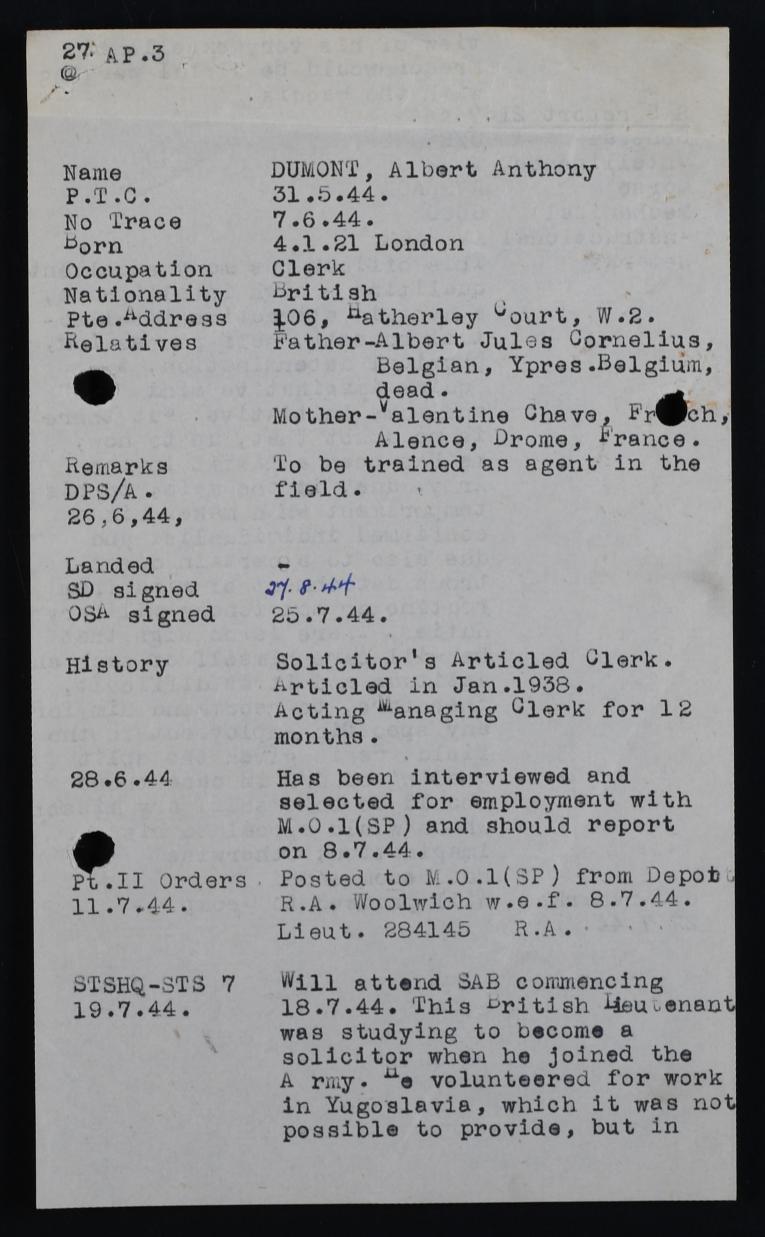 27. AP.3
@
Name DUMONT, Albert Anthony
P.T.C. 31.5.44.
No Trace 7.6.44.
Born 4.1.21 London
Occupation Clerk
Nationality British
Pte.Address 106, Hatherley Court, W.2.
Relatives Father-Albert Jules Cornelius,
Belgian, Ypres.Belgium,
dead.
Mother-Valentine Chave, Fr ch,
Alence, Drome, France.
Remarks To be trained as agent in the
DPS/A. field.
26,6,44,
Landed -
SD signed 27.8.44
OSA signed 25.7.44.
History Solicitor's Articled Clerk.
Articled in Jan.1938.
Acting Managing Clerk for 12
months.
28.6.44 Has been interviewed and
selected for employment with
M.O.1(SP) and should report
on 8.7.44.
Pt.II Orders Posted to M.O.1(SP) from Depot
11.7.44. R.A. Woolwich w.e.f. 8.7.44.
Lieut. 284145 R.A.
STSHQ-STS 7 Will attend SAB commencing
19.7.44. 18.7.44. This British Lieutenant
was studying to become a
solicitor when he joined the
A rmy. He volunteered for work
in Yugoslavia, which it was not
possible to provide, but in